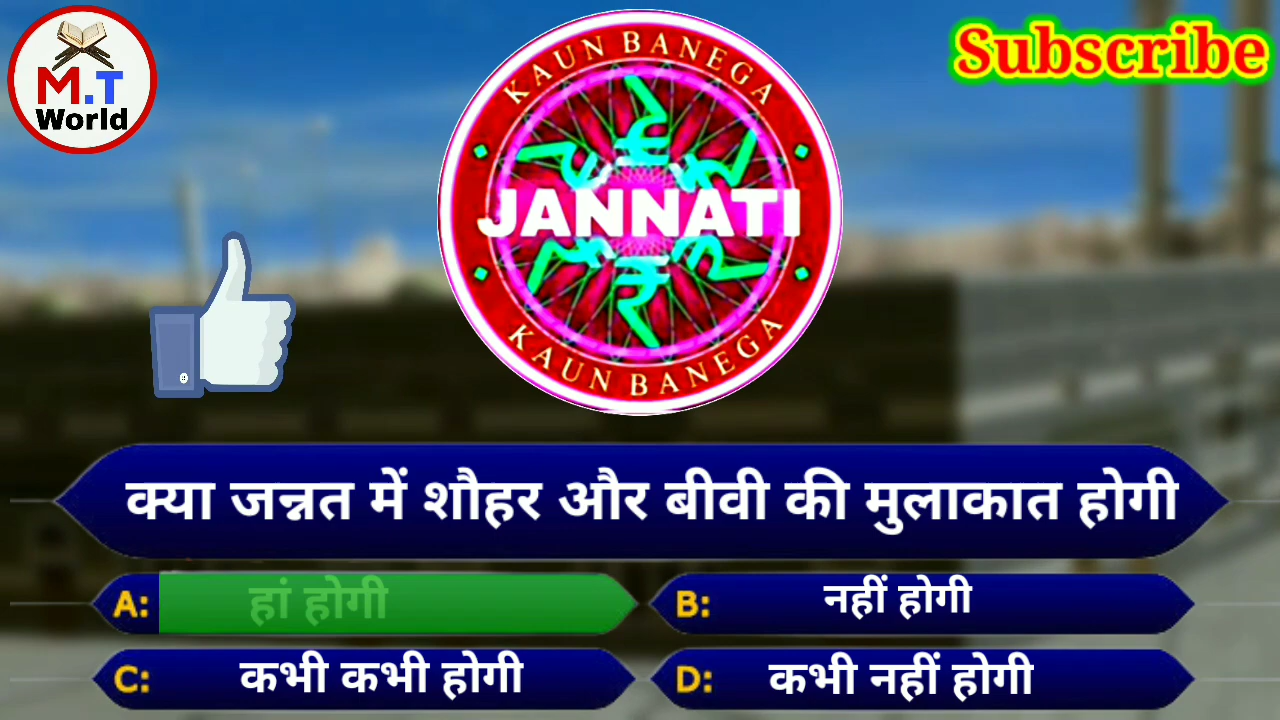 M.T
World
KAUN BANEGA
JANNATI
KAUN BANEGA
Subscribe
क्या जन्नत में शौहर और बीवी की मुलाकात होगी
A: हां होगी
B: नहीं होगी
C: कभी कभी होगी
D: कभी नहीं होगी